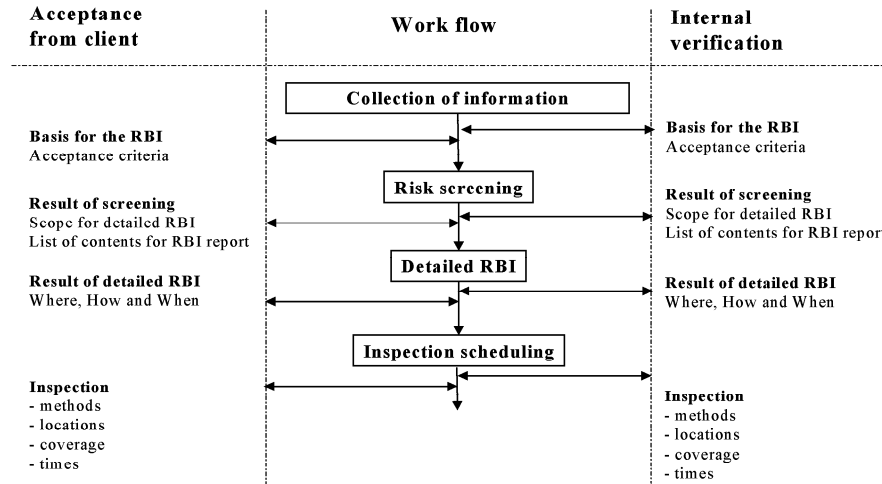 Acceptance
from client
Work flow
Internal
verification
Collection of information
Basis for the RBI
Acceptance criteria
Basis for the RBI
Acceptance criteria
Risk screening
Result of screening
Scope for detailed RBI
List of contents for RBI report
Result of screening
Scope for detailed RBI
List of contents for RBI report
Detailed RBI
Result of detailed RBI
Where, How and When
Result of detailed RBI
Where, How and When
Inspection scheduling
Inspection
- methods
- locations
- coverage
- times
Inspection
- methods
- locations
- coverage
- times